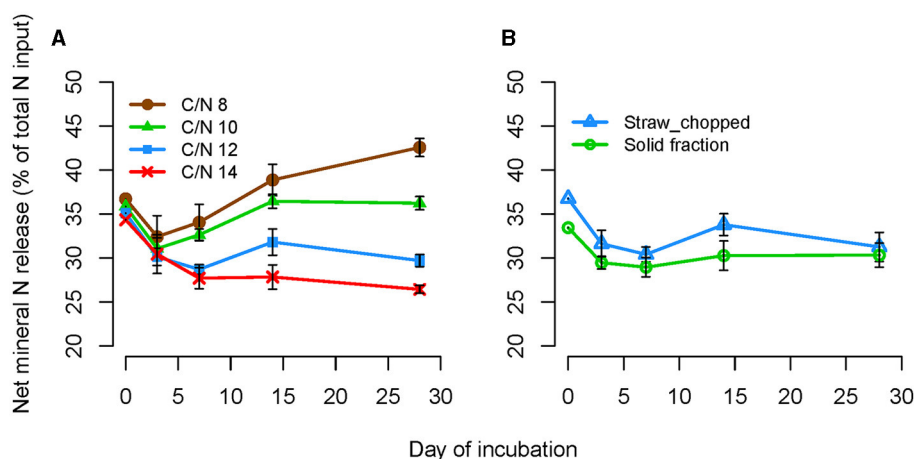 A
B
Net mineral N release (% of total N input)
50
45
40
35
30
25
20
C/N 8
C/N 10
C/N 12
C/N 14
0 5 10 15 20 25 30
50
45
40
35
30
25
20
Straw_chopped
Solid fraction
0 5 10 15 20 25 30
Day of incubation